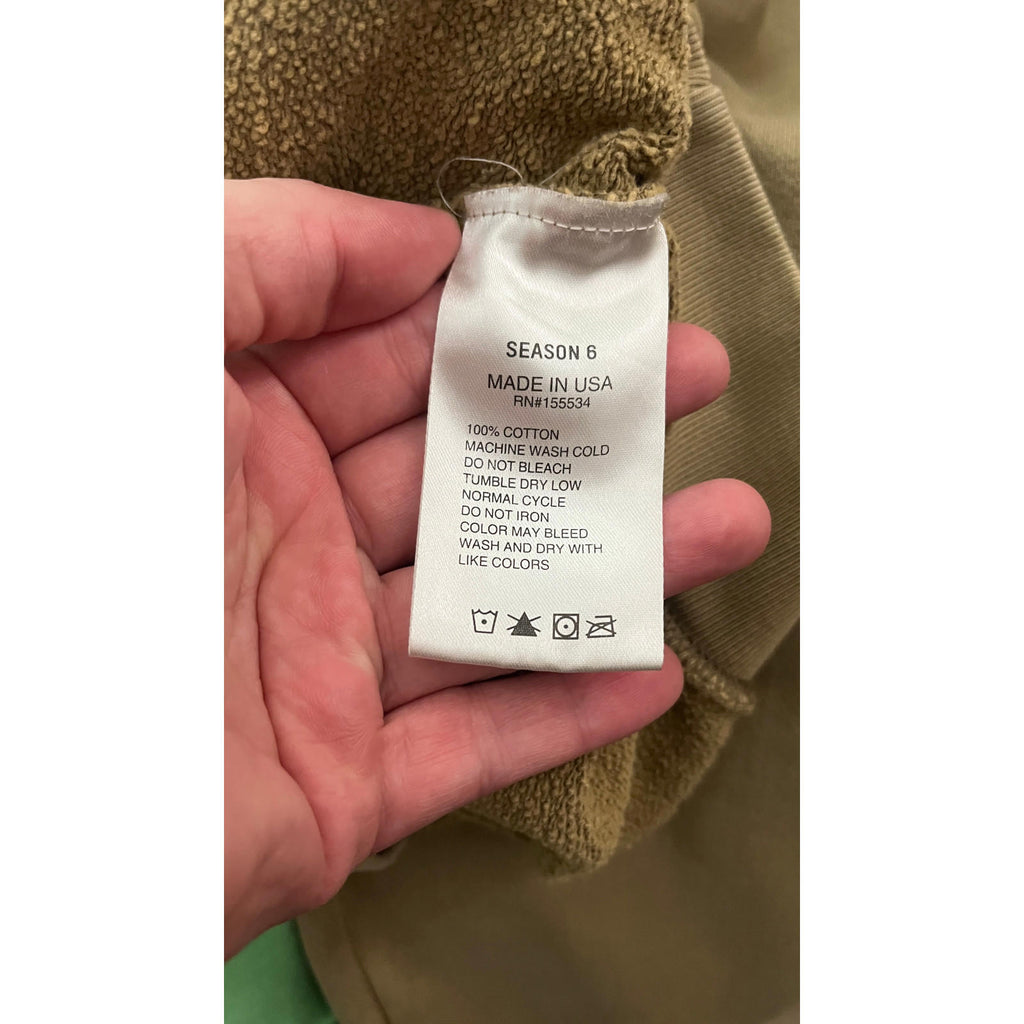 SEASON 6
MADE IN USA
RN#155534
100% COTTON
MACHINE WASH COLD
DO NOT BLEACH
TUMBLE DRY LOW
NORMAL CYCLE
DO NOT IRON
COLOR MAY BLEED
WASH AND DRY WITH
LIKE COLORS